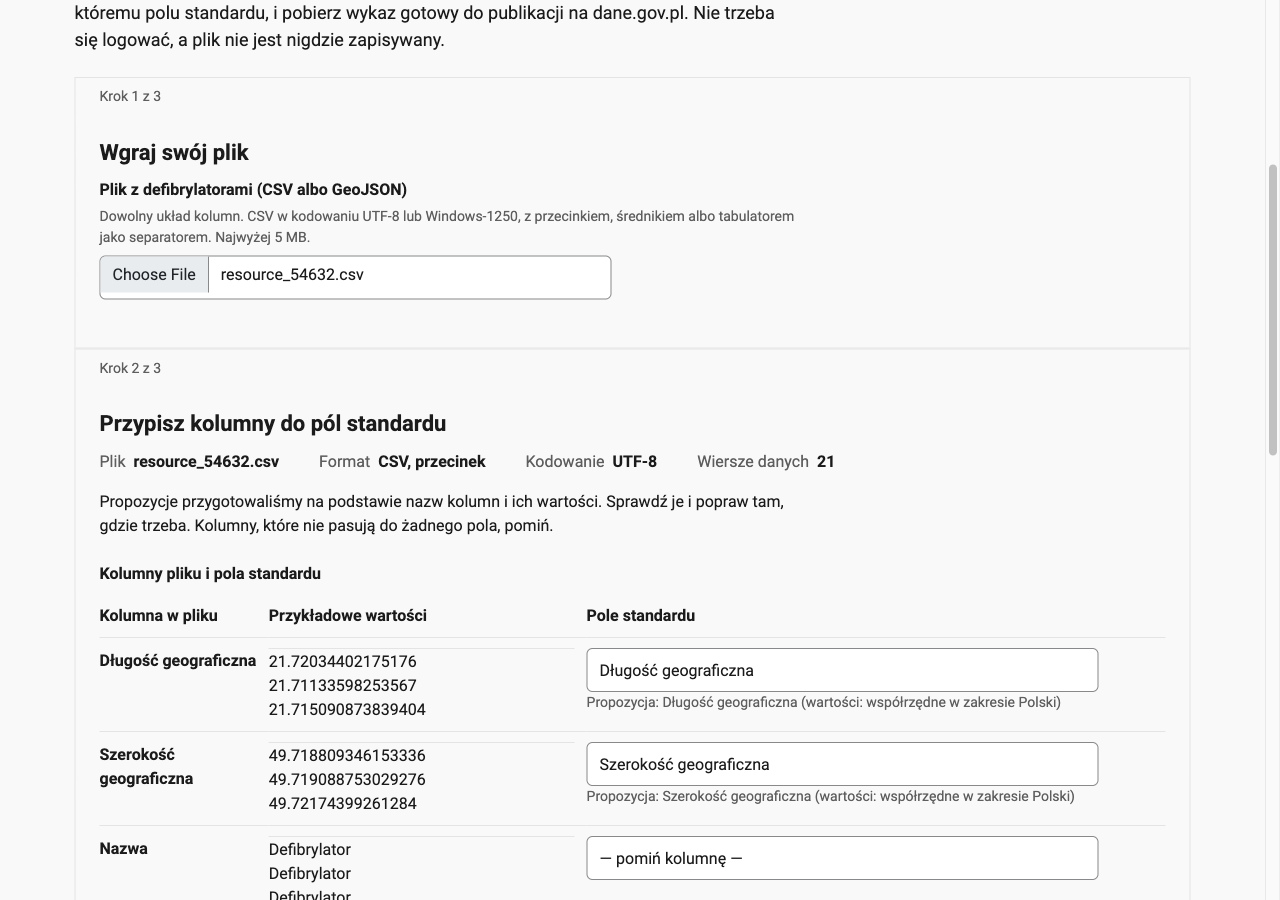 któremu polu standardu, i pobierz wykaz gotowy do publikacji na dane.gov.pl. Nie trzeba
się logować, a plik nie jest nigdzie zapisywany.
Krok 1 z 3
Wgraj swój plik
Plik z defibrylatorami (CSV albo GeoJSON)
Dowolny układ kolumn. CSV w kodowaniu UTF-8 lub Windows-1250, z przecinkiem, średnikiem albo tabulatorem
jako separatorem. Najwyżej 5 MB.
Choose File resource_54632.csv
Krok 2 z 3
Przypisz kolumny do pól standardu
Plik resource_54632.csv Format CSV, przecinek Kodowanie UTF-8 Wiersze danych 21
Propozycje przygotowaliśmy na podstawie nazw kolumn i ich wartości. Sprawdź je i popraw tam,
gdzie trzeba. Kolumny, które nie pasują do żadnego pola, pomiń.
Kolumny pliku i pola standardu
Kolumna w pliku Przykładowe wartości Pole standardu
Długość geograficzna
21.72034402175176
21.71133598253567
21.715090873839404
Długość geograficzna
Propozycja: Długość geograficzna (wartości: współrzędne w zakresie Polski)
Szerokość
geograficzna
49.718809346153336
49.719088753029276
49.72174399261284
Szerokość geograficzna
Propozycja: Szerokość geograficzna (wartości: współrzędne w zakresie Polski)
Nazwa
Defibrylator
Defibrylator
Defibrylator
— pomiń kolumnę —